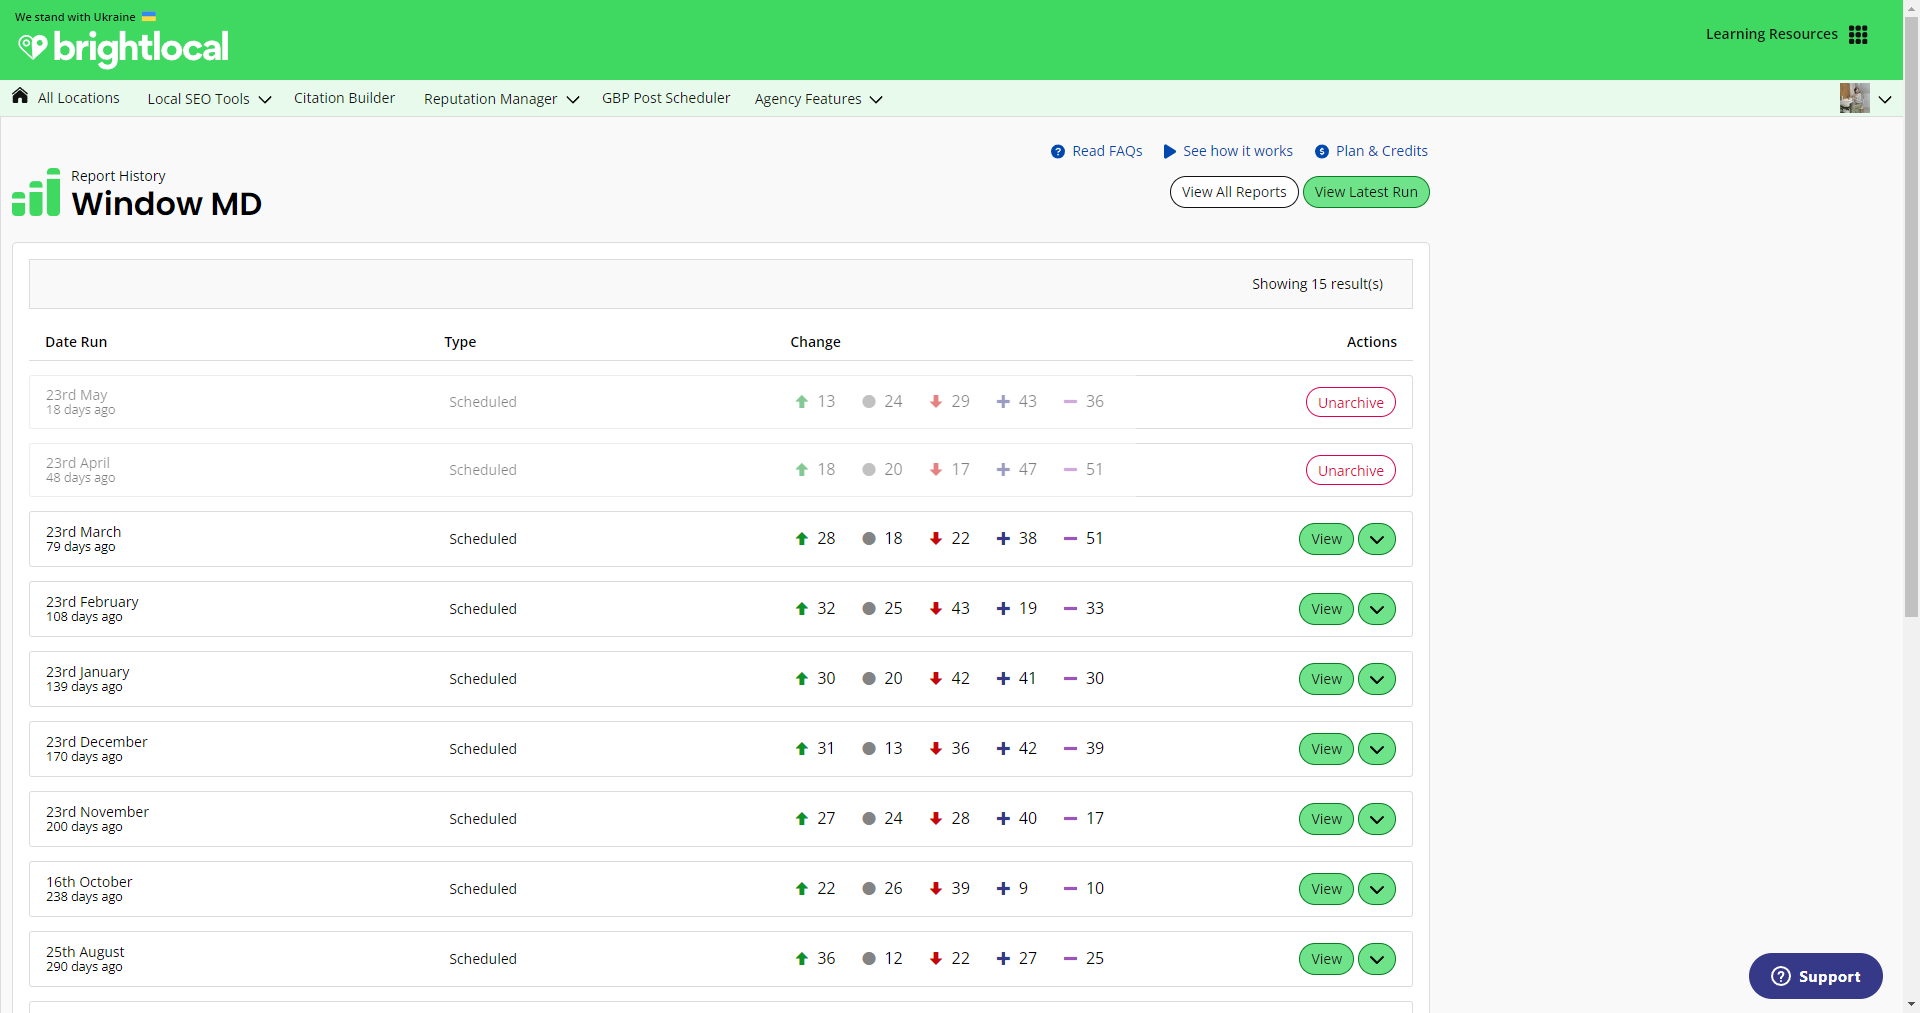 We stand with Ukraine
brightlocal
Learning Resources
All Locations Local SEO Tools Citation Builder Reputation Manager GBP Post Scheduler Agency Features
Read FAQs See how it works Plan & Credits
Report History
Window MD
View All Reports View Latest Run
Showing 15 result(s)
Date Run Type Change Actions
23rd May
18 days ago
Scheduled 13 24 29 43 36 Unarchive
23rd April
48 days ago
Scheduled 18 20 17 47 51 Unarchive
23rd March
79 days ago
Scheduled 28 18 22 38 51 View
23rd February
108 days ago
Scheduled 32 25 43 19 33 View
23rd January
139 days ago
Scheduled 30 20 42 41 30 View
23rd December
170 days ago
Scheduled 31 13 36 42 39 View
23rd November
200 days ago
Scheduled 27 24 28 40 17 View
16th October
238 days ago
Scheduled 22 26 39 9 10 View
25th August
290 days ago
Scheduled 36 12 22 27 25 View
Support